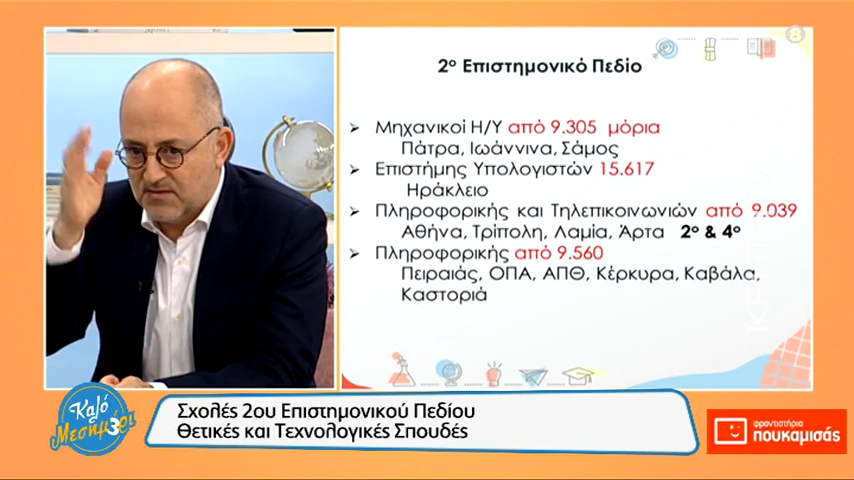 2ο Επιστημονικό Πεδίο
Μηχανικοί Η/Υ από 9.305 μόρια
Πάτρα, Ιωάννινα, Σάμος
Επιστήμης Υπολογιστών 15.617
Ηράκλειο
Πληροφορικής και Τηλεπικοινωνιών από 9.039
Αθήνα, Τρίπολη, Λαμία, Άρτα 2ο & 4ο
Πληροφορικής από 9.560
Πειραιάς, ΟΠΑ, ΑΠΘ, Κέρκυρα, Καβάλα,
Καστοριά
Καλό
Μεσημέρι
3
Σχολές 2ου Επιστημονικού Πεδίου
Θετικές και Τεχνολογικές Σπουδές
φροντιστήρια
πουκαμισάς